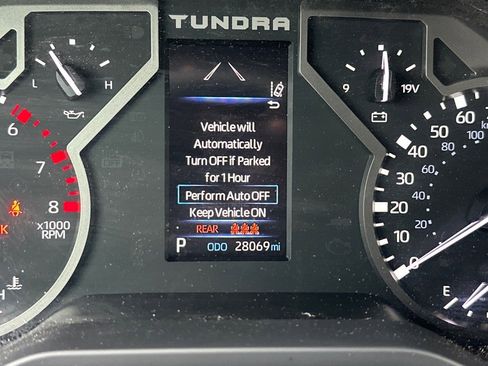 TUNDRA
L H
9 19V
Vehicle will
Automatically
Turn OFF if Parked
for 1 Hour
Perform Auto OFF
Keep Vehicle ON
REAR
P ODO 28069 mi
6
7
8
x1000
RPM
K
H
0
10
20
30
40
50
60
20
40
60
80
100
E